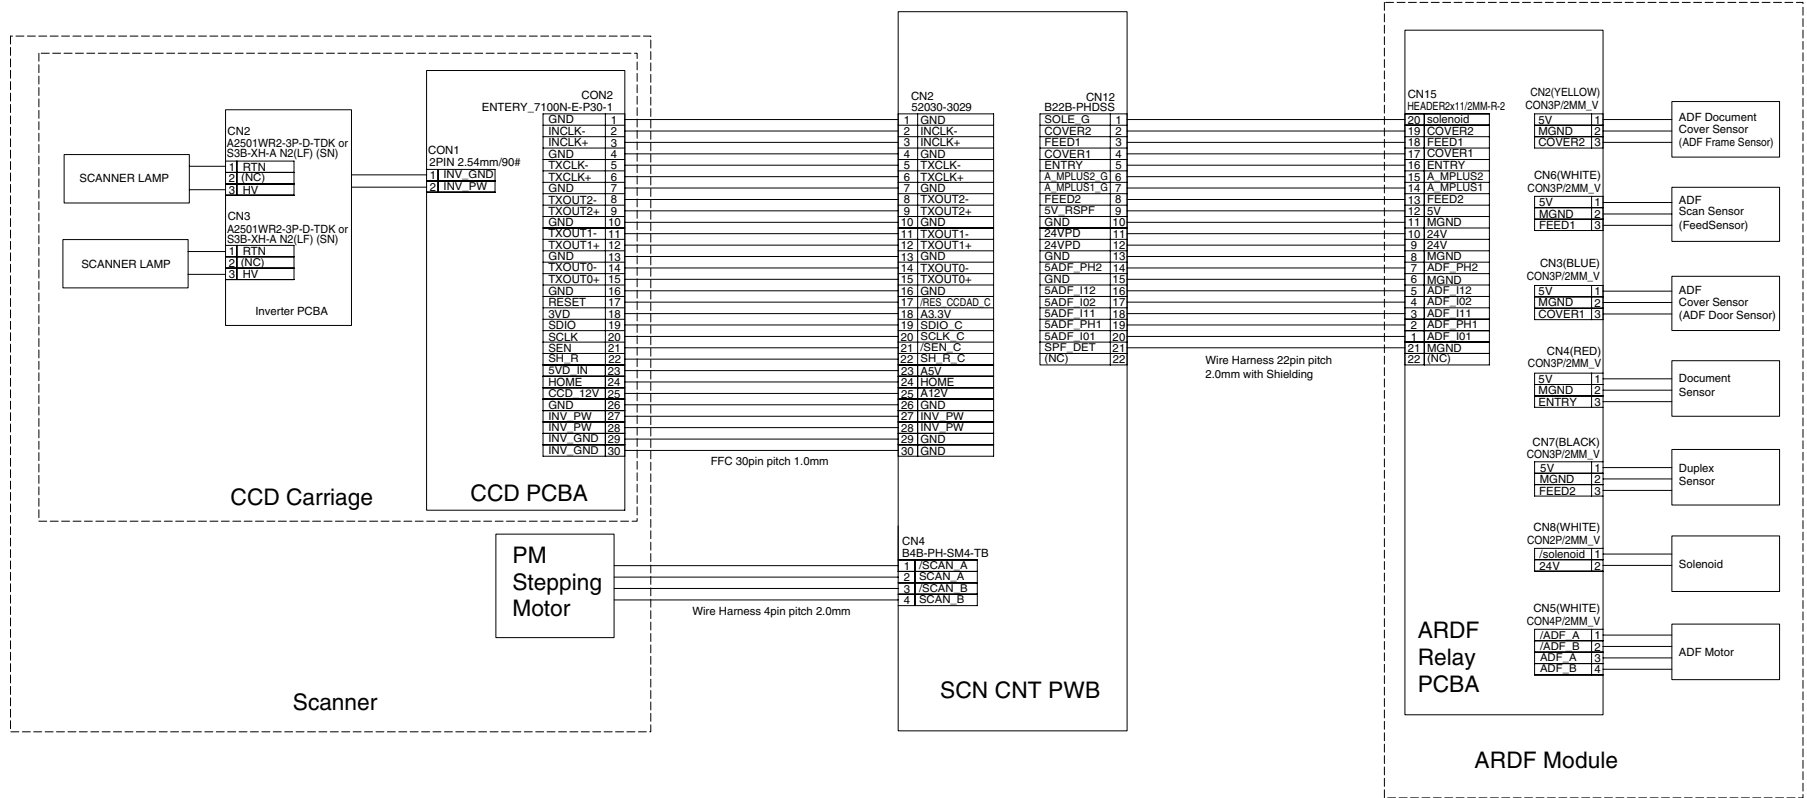 SCANNER LAMP
SCANNER LAMP
CN2
A2501WR2-3P-D-TDK or
S3B-XH-A N2(LF) (SN)
1 RTN
2 (NC)
3 HV
CN3
A2501WR2-3P-D-TDK or
S3B-XH-A N2(LF) (SN)
1 RTN
2 (NC)
3 HV
Inverter PCBA
CON1
2PIN 2.54mm/90#
1 INV_GND
2 INV_PW
CON2
ENTERY_7100N-E-P30-1
GND 1
INCLK- 2
INCLK+ 3
GND 4
TXCLK- 5
TXCLK+ 6
GND 7
TXOUT2- 8
TXOUT2+ 9
GND 10
TXOUT1- 11
TXOUT1+ 12
GND 13
TXOUT0- 14
TXOUT0+ 15
GND 16
RESET 17
3VD 18
SDIO 19
SCLK 20
SEN 21
SH_R 22
5VD_IN 23
HOME 24
CCD_12V 25
GND 26
INV_PW 27
INV_PW 28
INV_GND 29
INV_GND 30
CCD Carriage
CCD PCBA
FFC 30pin pitch 1.0mm
PM
Stepping
Motor
Wire Harness 4pin pitch 2.0mm
Scanner
CN2
52030-3029
1 GND
2 INCLK-
3 INCLK+
4 GND
5 TXCLK-
6 TXCLK+
7 GND
8 TXOUT2-
9 TXOUT2+
10 GND
11 TXOUT1-
12 TXOUT1+
13 GND
14 TXOUT0-
15 TXOUT0+
16 GND
17 /RES_CCDAD_C
18 A3.3V
19 SDIO_C
20 SCLK_C
21 /SEN_C
22 SH_R_C
23 A5V
24 HOME
25 A12V
26 GND
27 INV_PW
28 INV_PW
29 GND
30 GND
CN4
B4B-PH-SM4-TB
1 /SCAN_A
2 SCAN_A
3 /SCAN_B
4 SCAN_B
CN12
B22B-PHDSS
SOLE_G 1
COVER2 2
FEED1 3
COVER1 4
ENTRY 5
A_MPLUS2_G 6
A_MPLUS1_G 7
FEED2 8
5V_RSPF 9
GND 10
24VPD 11
24VPD 12
GND 13
5ADF_PH2 14
GND 15
5ADF_I12 16
5ADF_I02 17
5ADF_I11 18
5ADF_PH1 19
5ADF_I01 20
SPF_DET 21
(NC) 22
SCN CNT PWB
Wire Harness 22pin pitch
2.0mm with Shielding
CN15
HEADER2x11/2MM-R-2
20 solenoid
19 COVER2
18 FEED1
17 COVER1
16 ENTRY
15 A_MPLUS2
14 A_MPLUS1
13 FEED2
12 5V
11 MGND
10 24V
9 24V
8 MGND
7 ADF_PH2
6 MGND
5 ADF_I12
4 ADF_I02
3 ADF_I11
2 ADF_PH1
1 ADF_I01
21 MGND
22 (NC)
CN2(YELLOW)
CON3P/2MM_V
5V 1
MGND 2
COVER2 3
ADF Document
Cover Sensor
(ADF Frame Sensor)
CN6(WHITE)
CON3P/2MM_V
5V 1
MGND 2
FEED1 3
ADF
Scan Sensor
(FeedSensor)
CN3(BLUE)
CON3P/2MM_V
5V 1
MGND 2
COVER1 3
ADF
Cover Sensor
(ADF Door Sensor)
CN4(RED)
CON3P/2MM_V
5V 1
MGND 2
ENTRY 3
Document
Sensor
CN7(BLACK)
CON3P/2MM_V
5V 1
MGND 2
FEED2 3
Duplex
Sensor
CN8(WHITE)
CON2P/2MM_V
/solenoid 1
24V 2
Solenoid
CN5(WHITE)
CON4P/2MM_V
/ADF_A 1
/ADF_B 2
ADF_A 3
ADF_B 4
ADF Motor
ARDF
Relay
PCBA
ARDF Module